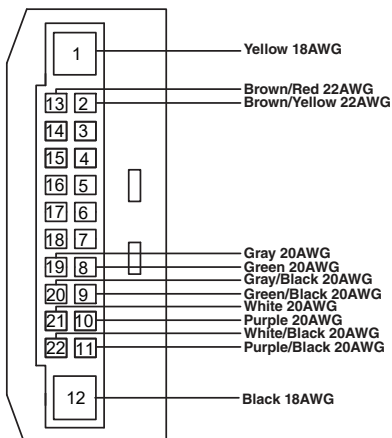 1
Yellow 18AWG
Brown/Red 22AWG
13 2
Brown/Yellow 22AWG
14 3
15 4
16 5
17 6
18 7
Gray 20AWG
19 8
Green 20AWG
Gray/Black 20AWG
20 9
Green/Black 20AWG
White 20AWG
21 10
Purple 20AWG
White/Black 20AWG
22 11
Purple/Black 20AWG
12
Black 18AWG